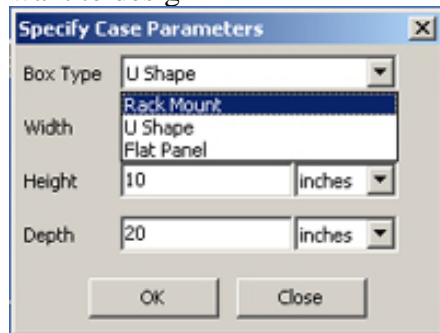 Specify Case Parameters
Box Type U Shape
Rack Mount
U Shape
Width
Flat Panel
Height 10 inches
Depth 20 inches
OK Close